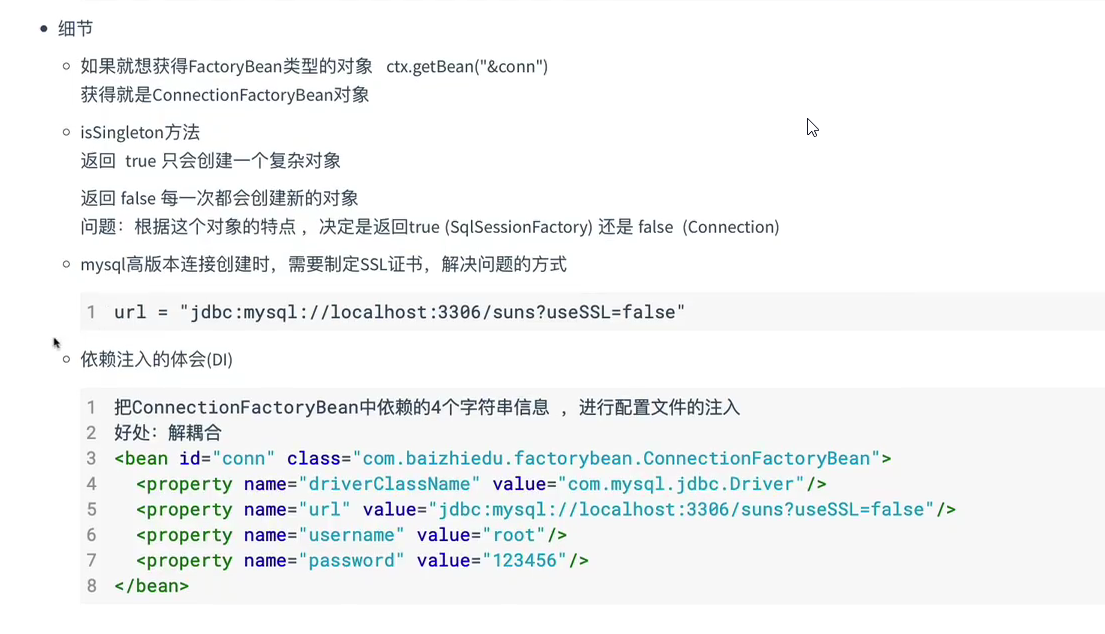 细节
如果就想获得FactoryBean类型的对象 ctx.getBean("&conn")
获得就是ConnectionFactoryBean对象
isSingleton方法
返回 true 只会创建一个复杂对象
返回 false 每一次都会创建新的对象
问题：根据这个对象的特点 ，决定是返回true (SqlSessionFactory) 还是 false (Connection)
mysql高版本连接创建时，需要制定SSL证书，解决问题的方式
1 url = "jdbc:mysql://localhost:3306/suns?useSSL=false"
依赖注入的体会(DI)
1 把ConnectionFactoryBean中依赖的4个字符串信息 ，进行配置文件的注入
2 好处：解耦合
3 <bean id="conn" class="com.baizhiedu.factorybean.ConnectionFactoryBean">
4 <property name="driverClassName" value="com.mysql.jdbc.Driver"/>
5 <property name="url" value="jdbc:mysql://localhost:3306/suns?useSSL=false"/>
6 <property name="username" value="root"/>
7 <property name="password" value="123456"/>
8 </bean>